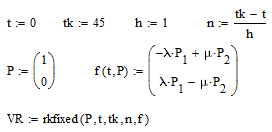 t := 0 tk := 45 h := 1 n := (tk − t)/h
P := (1 0) f(t,P) := (−λ·P₁ + μ·P₂ λ·P₁ − μ·P₂)
VR := rkfixed(P,t,tk,n,f)